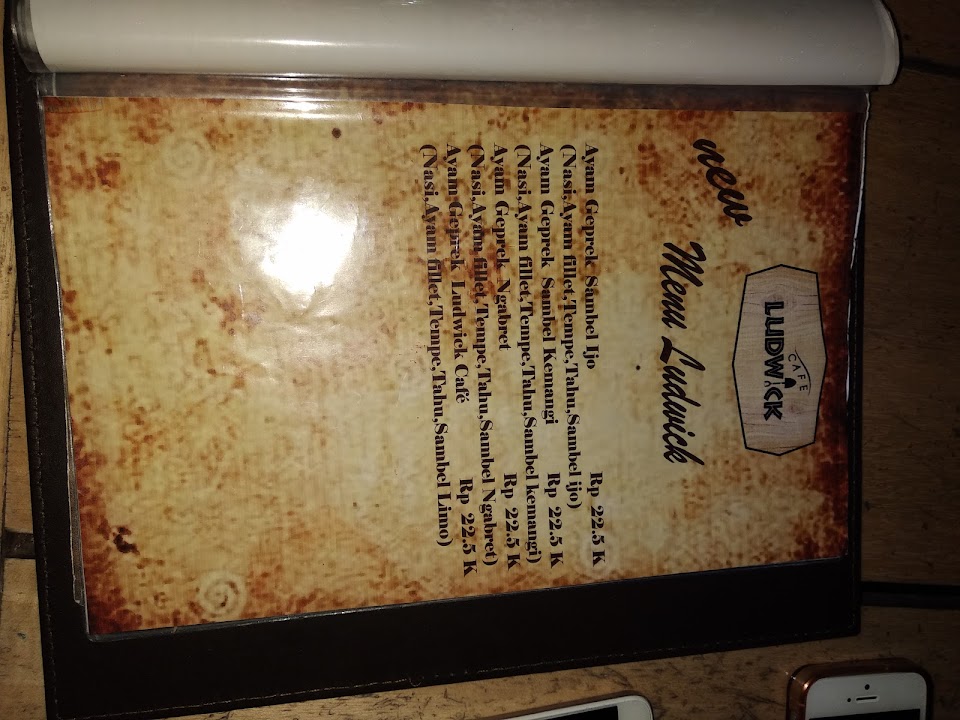 CAFE
LUDWICK
new
Menu Ludwick
Ayam Geprek Sambel Ijo Rp 22.5 K
(Nasi,Ayam fillet,Tempe,Tahu,Sambel ijo)
Ayam Geprek Sambel Kemangi Rp 22.5 K
(Nasi,Ayam fillet,Tempe,Tahu,Sambel kemangi)
Ayam Geprek Ngabret Rp 22.5 K
(Nasi,Ayam fillet,Tempe,Tahu,Sambel Ngabret)
Ayam Geprek Ludwick Café Rp 22.5 K
(Nasi,Ayam fillet,Tempe,Tahu,Sambel Limo)